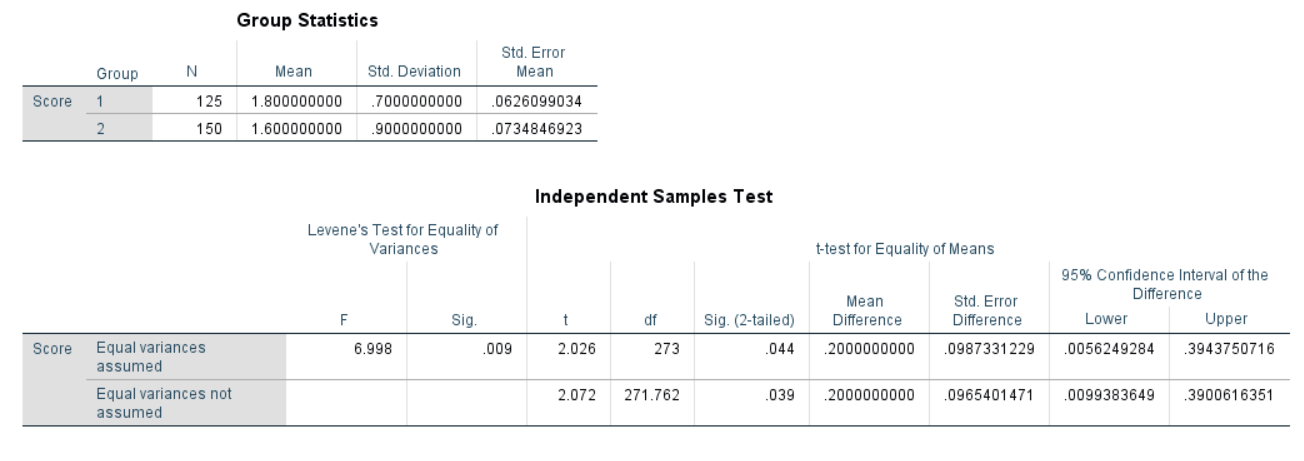 Group Statistics
Group N Mean Std. Deviation Std. Error Mean
Score 1 125 1.800000000 .7000000000 .0626099034
2 150 1.600000000 .9000000000 .0734846923
Independent Samples Test
Levene's Test for Equality of Variances
t-test for Equality of Means
F Sig. t df Sig. (2-tailed) Mean Difference Std. Error Difference 95% Confidence Interval of the Difference
Lower Upper
Score Equal variances assumed 6.998 .009 2.026 273 .044 .2000000000 .0987331229 .0056249284 .3943750716
Equal variances not assumed 2.072 271.762 .039 .2000000000 .0965401471 .0099383649 .3900616351